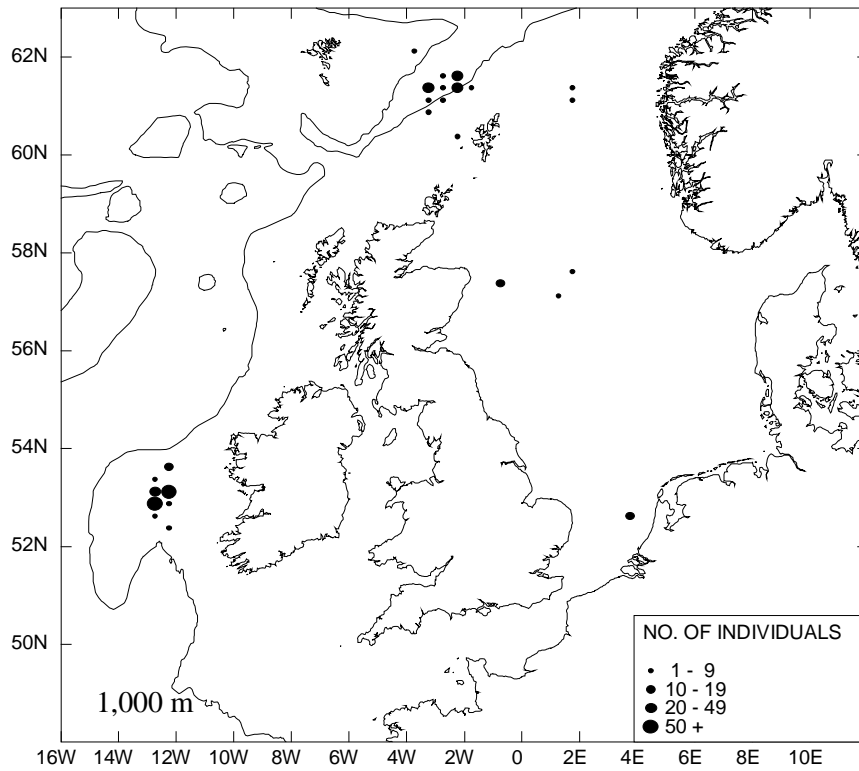 62N
60N
58N
56N
54N
52N
50N
1,000 m
NO. OF INDIVIDUALS
1 - 9
10 - 19
20 - 49
50 +
16W 14W 12W 10W 8W 6W 4W 2W 0 2E 4E 6E 8E 10E